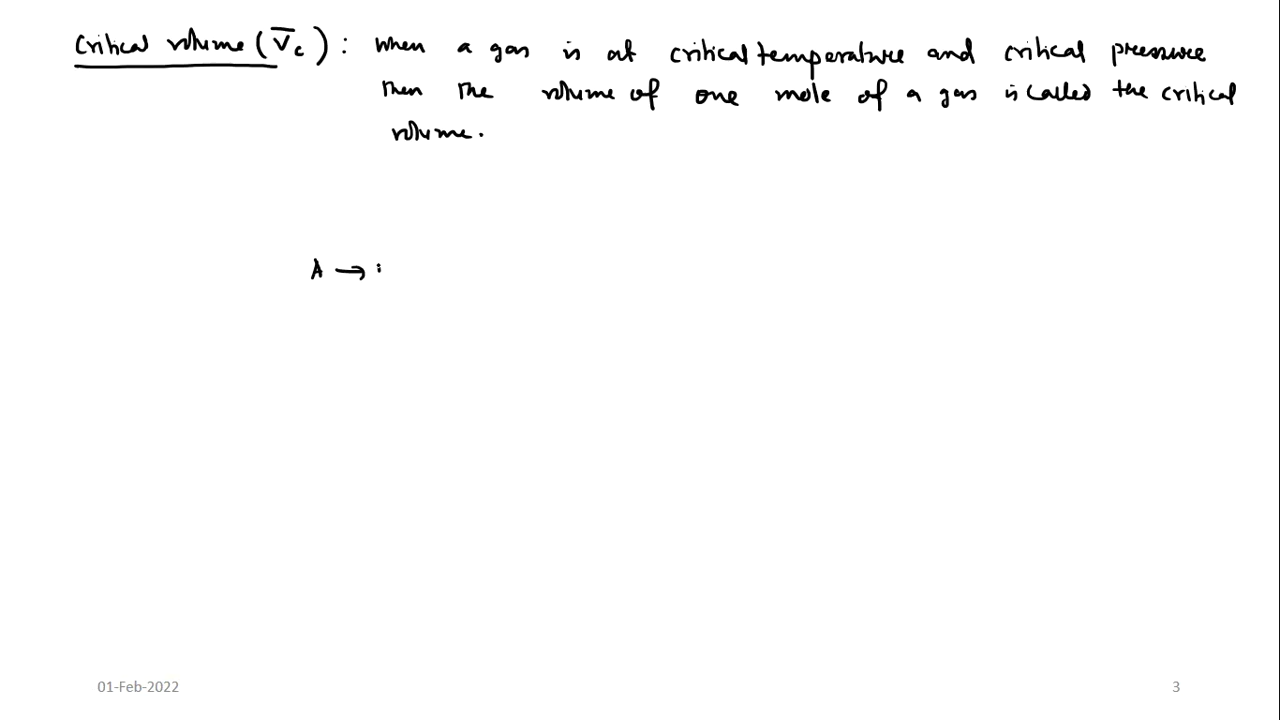 Critical volume (V̅c) : When a gas is at critical temperature and critical pressure
then the volume of one mole of a gas is called the critical
volume.
A →
01-Feb-2022
3